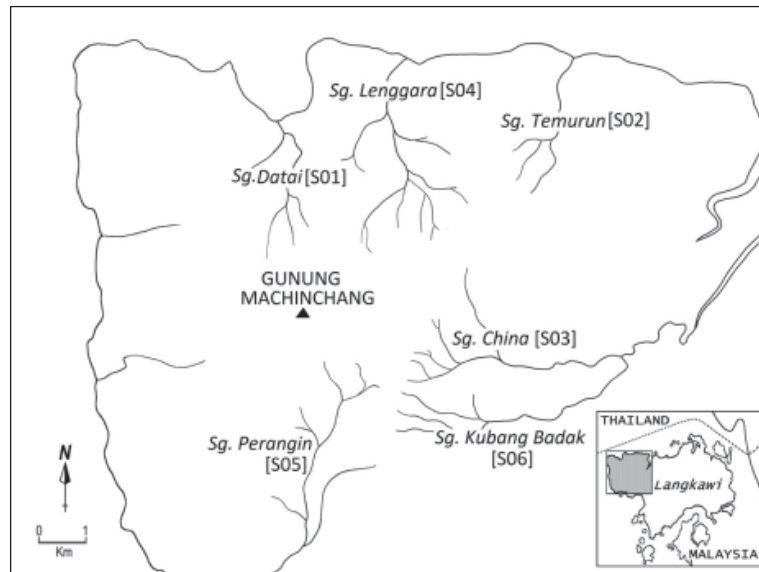 Sg. Lenggara [S04]
Sg. Temurun [S02]
Sg.Datai [S01]
GUNUNG
MACHINCHANG
Sg. China [S03]
Sg. Perangin
[S05]
Sg. Kubang Badak
[S06]
N
0 1
Km
THAILAND
Langkawi
MALAYSIA